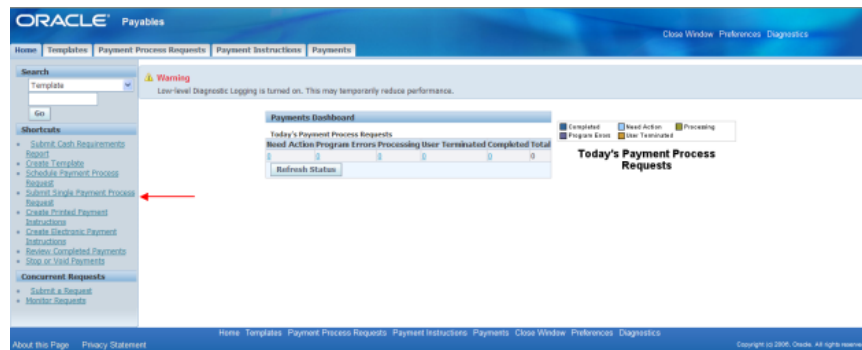 ORACLE Payables
Close Window Preferences Diagnostics
Home Templates Payment Process Requests Payment Instructions Payments
Search
Template
Go
Shortcuts
Submit Cash Requirements
Report
Create Template
Schedule Payment Process
Request
Submit Single Payment Process
Request
Create Printed Payment
Instructions
Create Electronic Payment
Instructions
Review Completed Payments
Stop or Void Payments
Concurrent Requests
Submit a Request
Monitor Requests
Warning
Low-level Diagnostic Logging is turned on. This may temporarily reduce performance.
Payments Dashboard
Today's Payment Process Requests
Need Action Program Errors Processing User Terminated Completed Total
0 0 0 0 0 0
Refresh Status
Completed Need Action Processing
Program Errors User Terminated
Today's Payment Process
Requests
Home Templates Payment Process Requests Payment Instructions Payments Close Window Preferences Diagnostics
About this Page Privacy Statement
Copyright (c) 2006, Oracle. All rights reserved